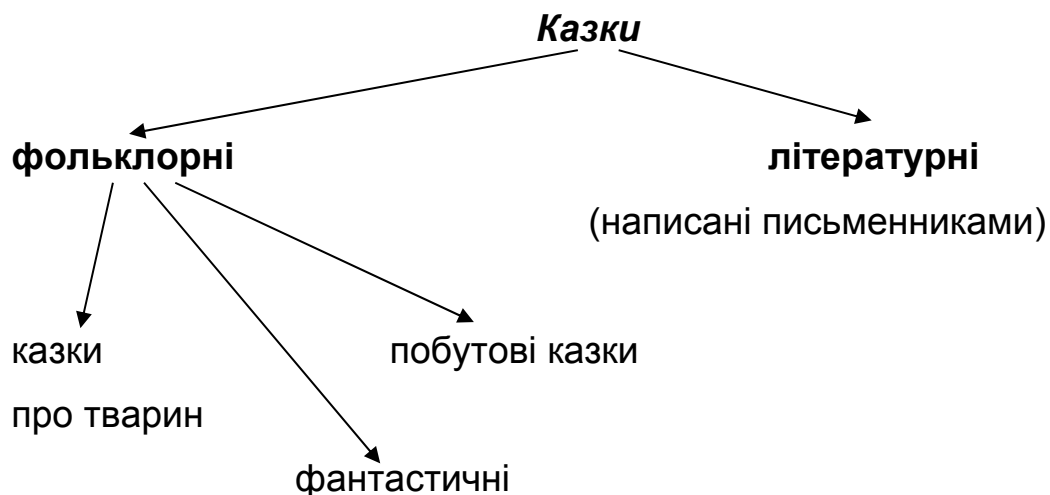 Казки
фольклорні літературні
(написані письменниками)
казки побутові казки
про тварин
фантастичні